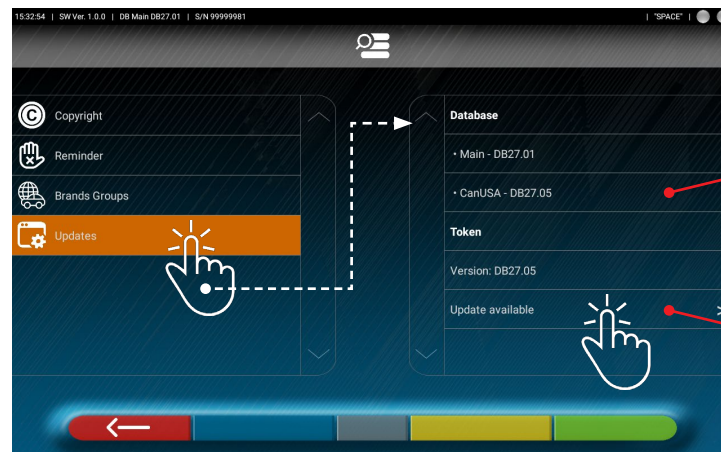 15:32:54 | SW Ver. 1.0.0 | DB Main DB27.01 | S/N 99999981 | "SPACE" |
Copyright
Reminder
Brands Groups
Updates
Database
• Main - DB27.01
• CanUSA - DB27.05
Token
Version: DB27.05
Update available >